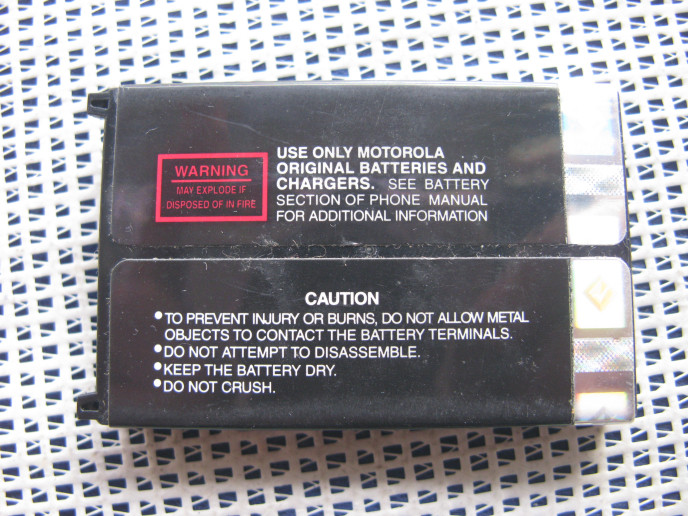 WARNING
MAY EXPLODE IF
DISPOSED OF IN FIRE
USE ONLY MOTOROLA
ORIGINAL BATTERIES AND
CHARGERS. SEE BATTERY
SECTION OF PHONE MANUAL
FOR ADDITIONAL INFORMATION
CAUTION
•TO PREVENT INJURY OR BURNS, DO NOT ALLOW METAL
OBJECTS TO CONTACT THE BATTERY TERMINALS.
•DO NOT ATTEMPT TO DISASSEMBLE.
•KEEP THE BATTERY DRY.
•DO NOT CRUSH.